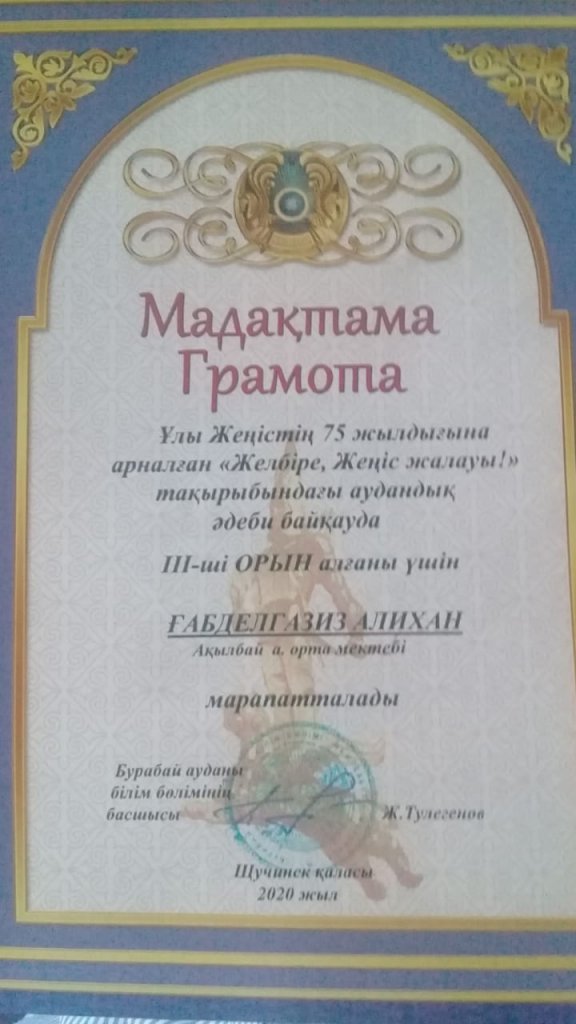 Мадақтама
Грамота
Ұлы Жеңістің 75 жылдығына
арналған «Желбіре, Жеңіс жалауы!»
тақырыбындағы аудандық
әдеби байқауда
ІІІ-ші ОРЫН алғаны үшін
ҒАБДЕЛГАЗИЗ АЛИХАН
Ақылбай а. орта мектебі
марапатталады
Бурабай ауданы
білім бөлімінің
басшысы Ж.Тулегенов
Щучинск қаласы
2020 жыл